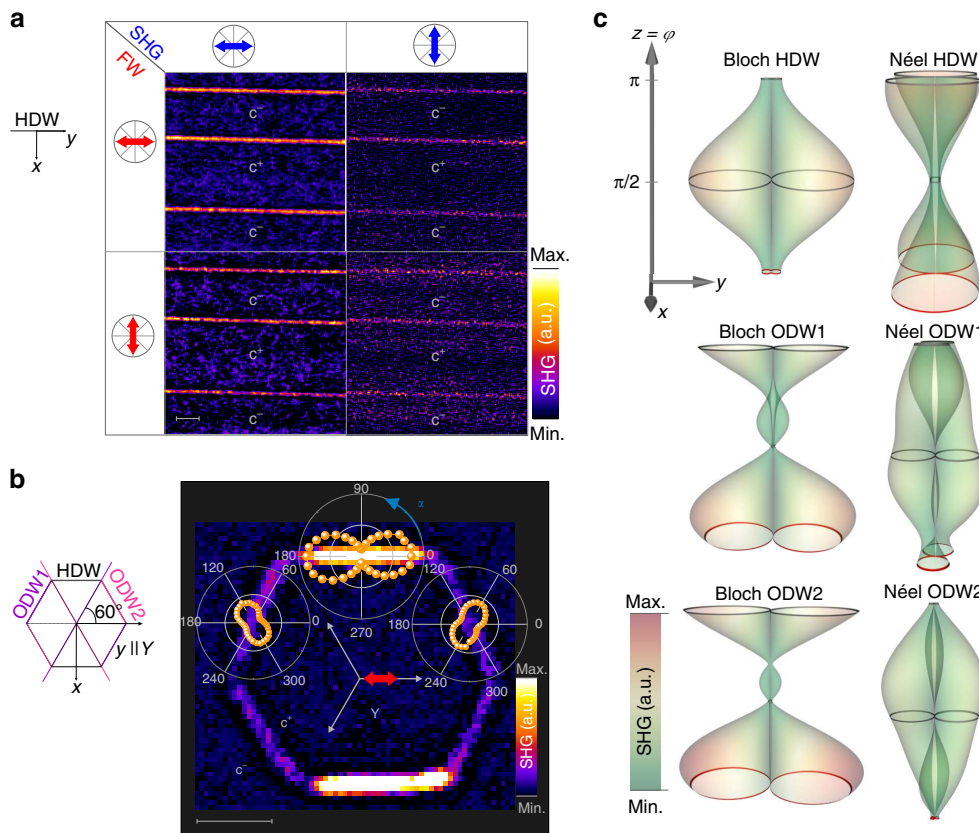 a
SHG
FW
HDW
y
x
c⁻
c⁺
c⁻
c⁻
c⁺
c⁻
Max.
SHG (a.u.)
Min.
b
HDW
ODW1
ODW2
60°
y || Y
x
90
α
180
0
270
120
60
180
0
240
300
120
60
180
0
240
300
Y
c⁺
c⁻
Max.
SHG (a.u.)
Min.
c
z = φ
π
π/2
y
x
Bloch HDW
Néel HDW
Bloch ODW1
Néel ODW1
Bloch ODW2
Néel ODW2
Max.
SHG (a.u.)
Min.